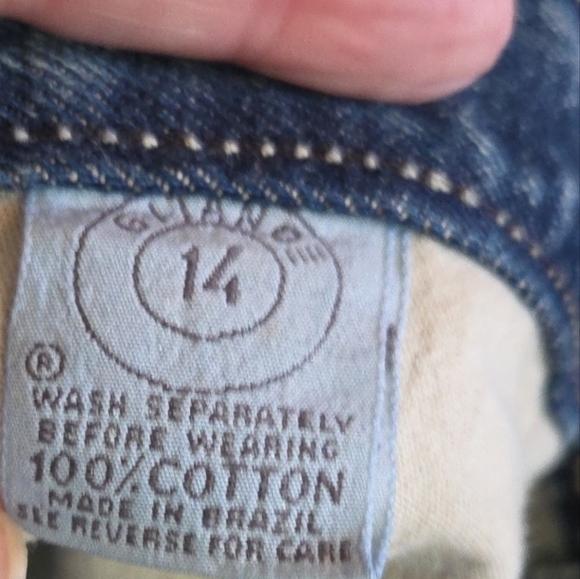 14
®
WASH SEPARATELY
BEFORE WEARING
100% COTTON
MADE IN BRAZIL
SEE REVERSE FOR CARE